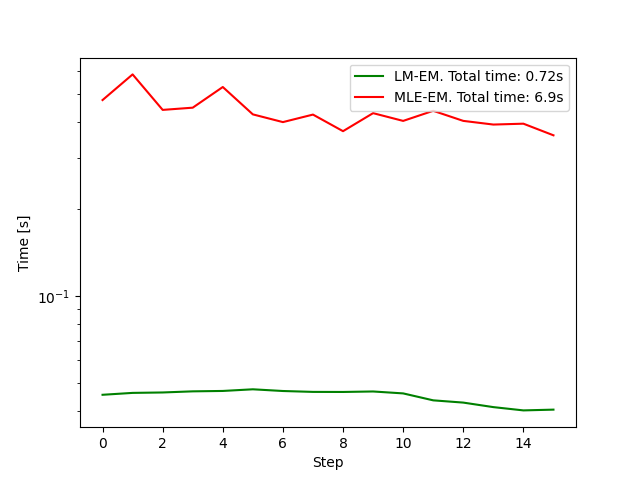 LM-EM. Total time: 0.72s
MLE-EM. Total time: 6.9s
Time [s]
10⁻¹
0 2 4 6 8 10 12 14
Step